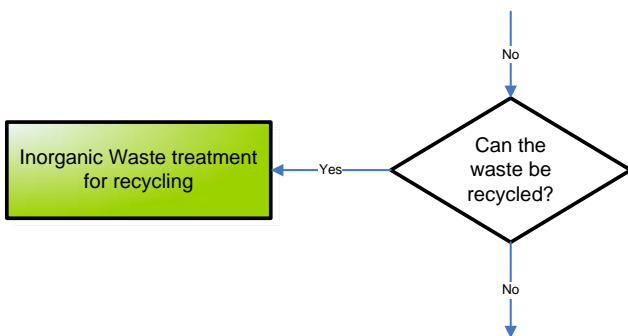 No
Can the
waste be
recycled?
Yes
Inorganic Waste treatment
for recycling
No